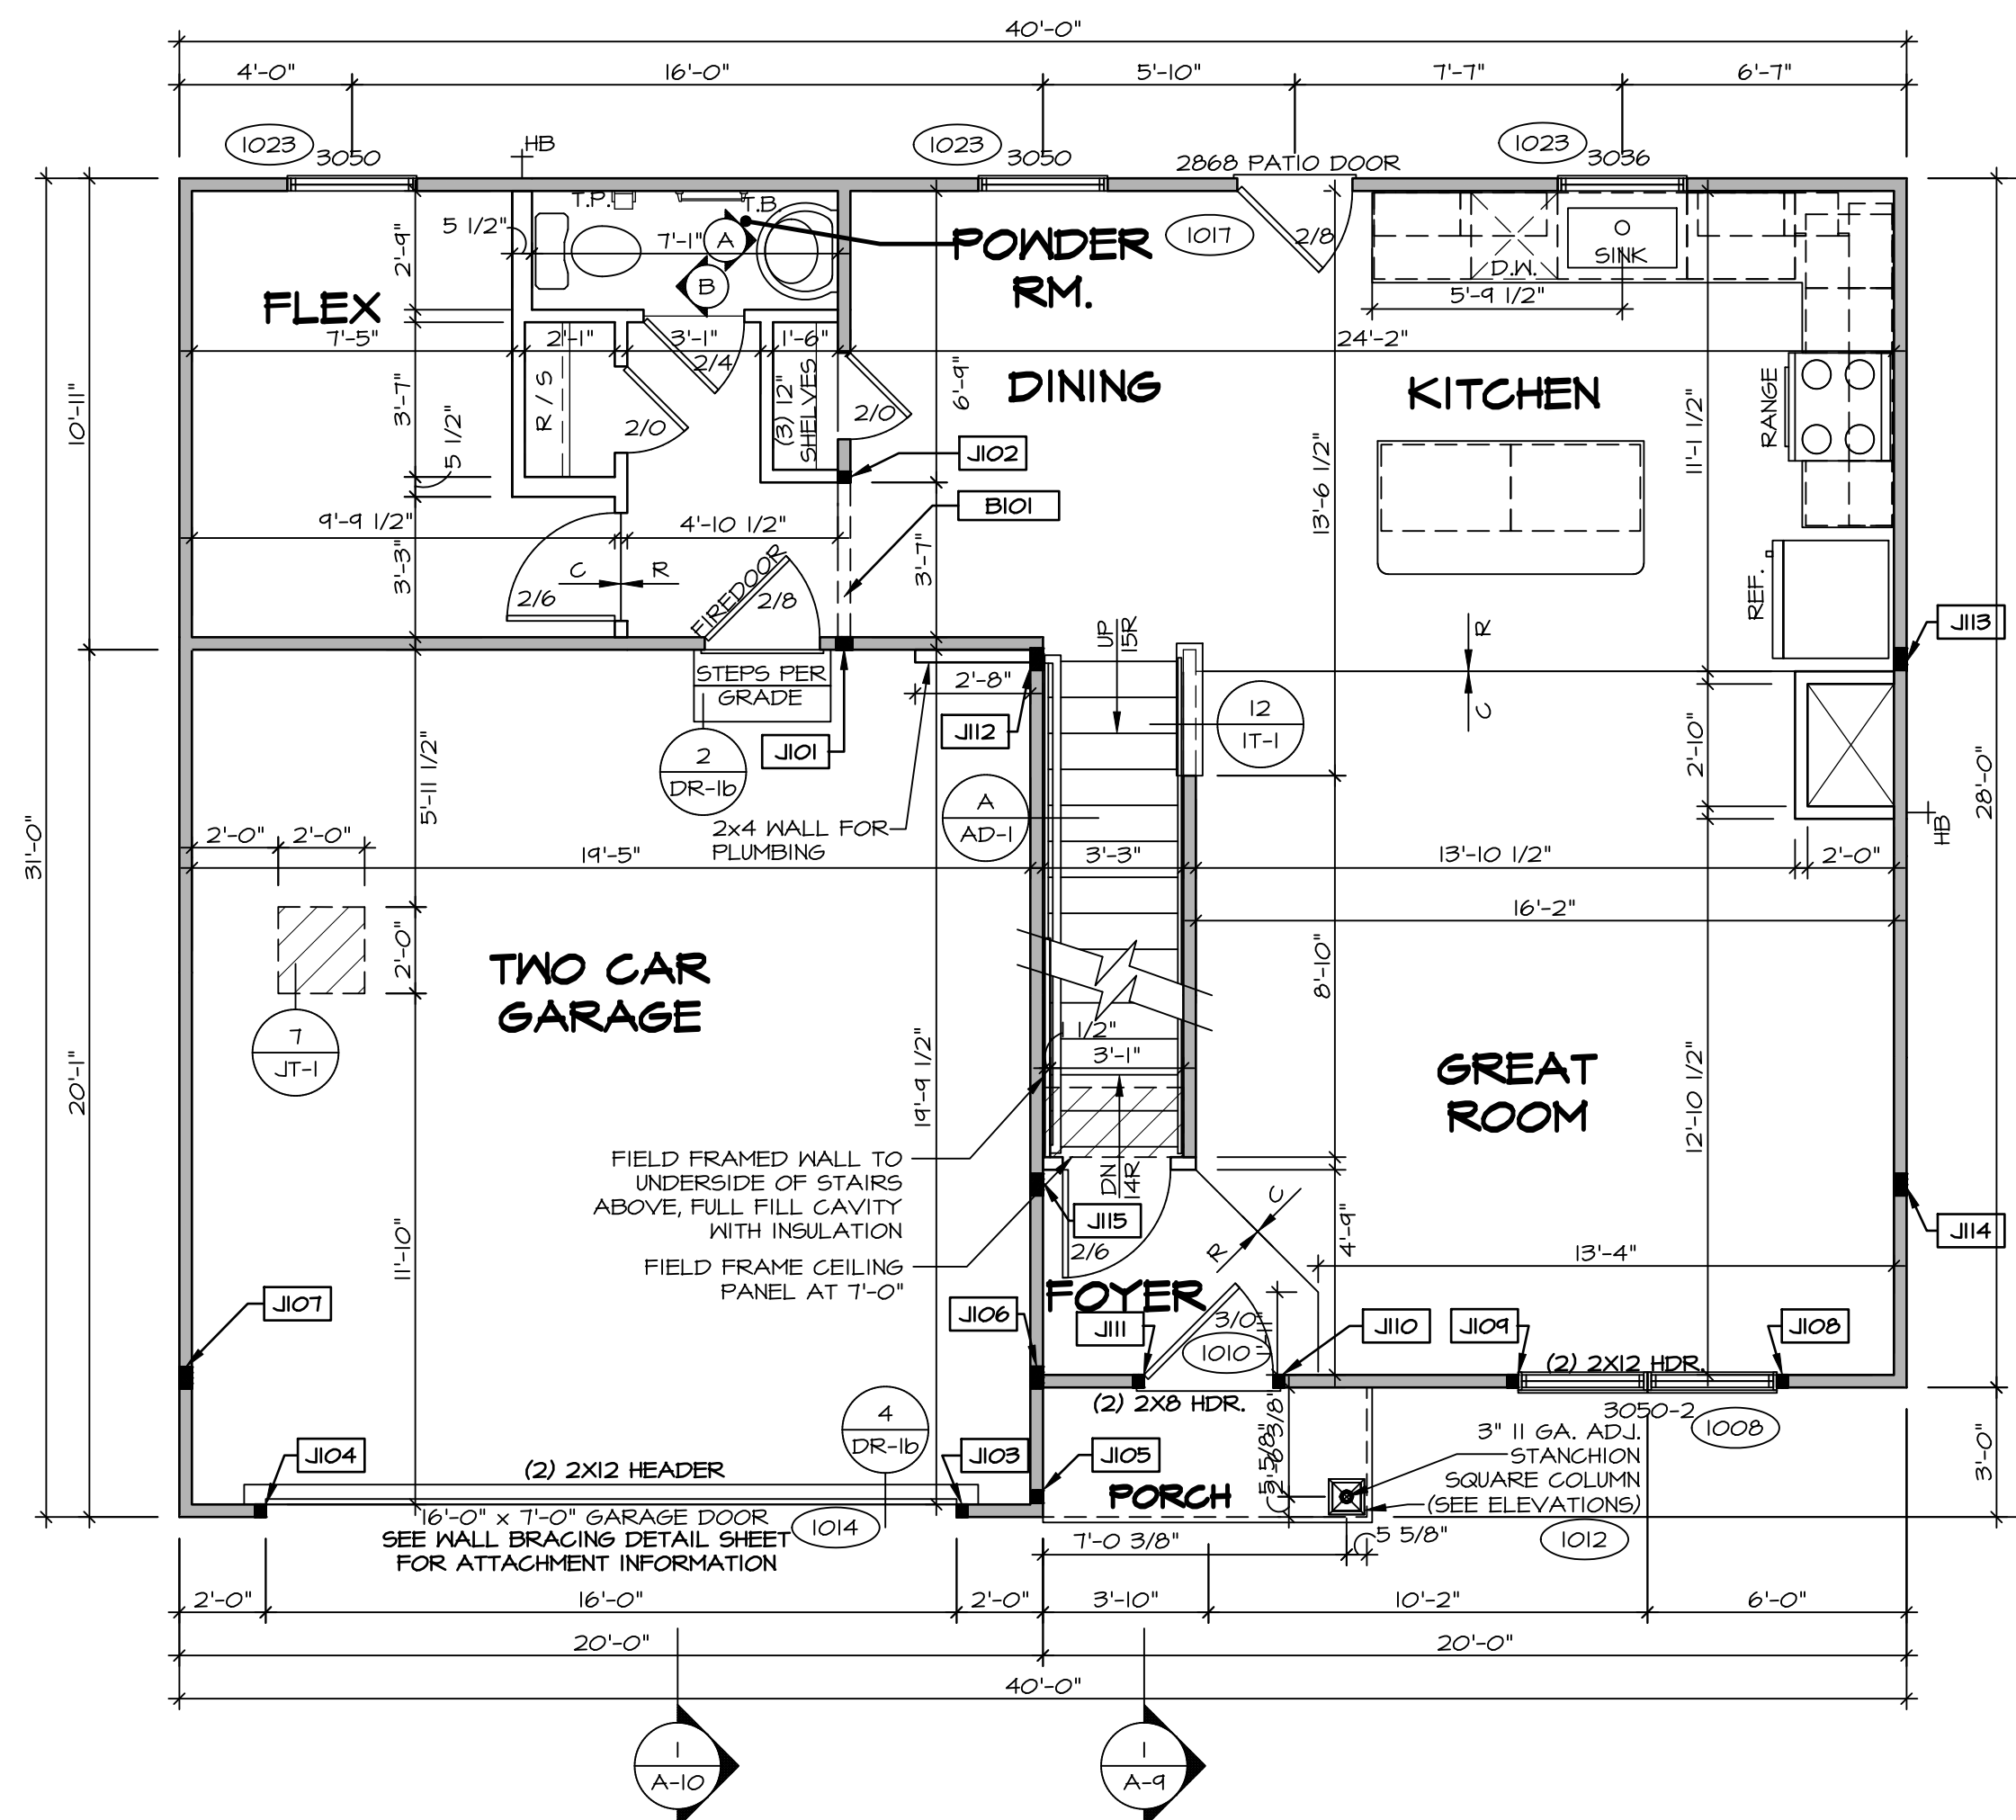 40'-0"
4'-0" 16'-0" 5'-10" 7'-7" 6'-7"
1023 3050 HB 1023 3050 2868 PATIO DOOR 1023 3036
T.P. T.B.
5 1/2" 2'-9" 7'-1" A 1017 2/8 SINK
POWDER
RM.
D.W.
B
5'-9 1/2"
FLEX
7'-5" 2'-1" 3'-1" 1'-6" 24'-2"
2/4
R / S
(3) 12"
SHELVES
6'-9"
DINING
KITCHEN
RANGE
10'-11" 3'-7" 5 1/2" 2/0 2/0 11'-1 1/2"
J102
B101
13'-6 1/2"
9'-9 1/2" 4'-10 1/2"
3'-3" C R 3'-7"
2/6 FIREDOOR 2/8
REF.
UP
15R
R
C
J113
STEPS PER
GRADE
2'-8"
J112
J101
2
DR-1b
12
IT-1
5'-11 1/2"
2'-10"
28'-0"
A
AD-1
2x4 WALL FOR
PLUMBING
HB
31'-0"
2'-0" 2'-0"
19'-5" 3'-3" 13'-10 1/2" 2'-0"
16'-2"
2'-0"
8'-10"
TWO CAR
GARAGE
7
JT-1
20'-1"
19'-9 1/2"
1 1/2"
3'-1"
GREAT
ROOM
12'-10 1/2"
FIELD FRAMED WALL TO
UNDERSIDE OF STAIRS
ABOVE, FULL FILL CAVITY
WITH INSULATION
DN
14R
J115
2/6
C
R
4'-9"
J114
11'-10"
FIELD FRAME CEILING
PANEL AT 7'-0"
13'-4"
FOYER
J107
J106
J111
3/0
1010
1'-11"
J110
J109
J108
(2) 2X12 HDR.
(2) 2X8 HDR.
3050-2 1008
4
DR-1b
3" 11 GA. ADJ.
STANCHION
SQUARE COLUMN
(SEE ELEVATIONS)
1012
J104
(2) 2X12 HEADER
J103
J105
5 5/8"
PORCH
3'-0"
16'-0" x 7'-0" GARAGE DOOR
1014
SEE WALL BRACING DETAIL SHEET
FOR ATTACHMENT INFORMATION
7'-0 3/8" 5 5/8"
2'-0" 16'-0" 2'-0" 3'-10" 10'-2" 6'-0"
20'-0" 20'-0"
40'-0"
1
A-10
1
A-9